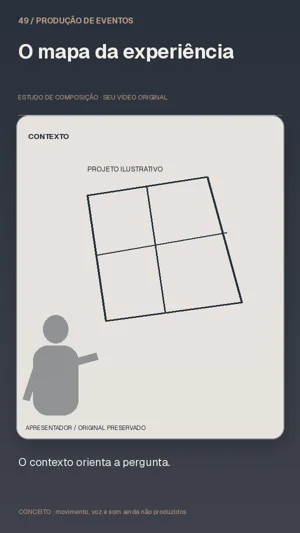 49 / PRODUÇÃO DE EVENTOS
O mapa da experiência
ESTUDO DE COMPOSIÇÃO · SEU VÍDEO ORIGINAL
CONTEXTO
PROJETO ILUSTRATIVO
APRESENTADOR / ORIGINAL PRESERVADO
O contexto orienta a pergunta.
CONCEITO · movimento, voz e som ainda não produzidos